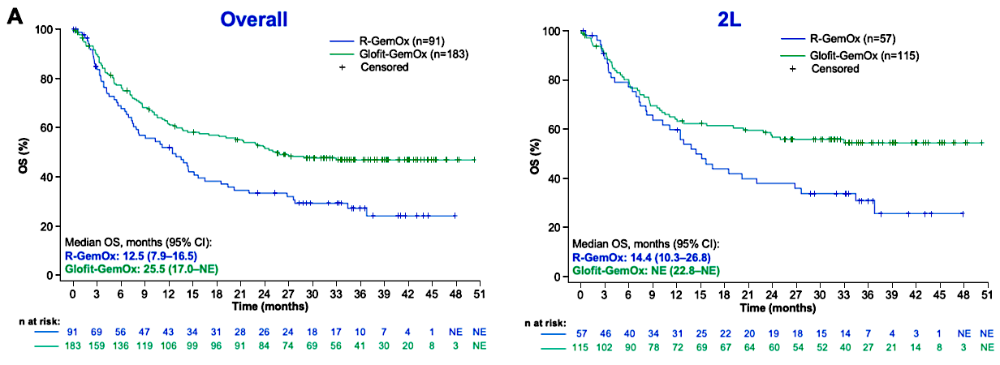 A
Overall
R-GemOx (n=91)
Glofit-GemOx (n=183)
Censored
OS (%)
100
80
60
40
20
0
Median OS, months (95% CI):
R-GemOx: 12.5 (7.9–16.5)
Glofit-GemOx: 25.5 (17.0–NE)
0 3 6 9 12 15 18 21 24 27 30 33 36 39 42 45 48 51
Time (months)
n at risk:
91 69 56 47 43 34 31 28 26 24 18 17 10 7 4 1 NE NE
183 159 136 119 106 99 96 91 84 74 69 56 41 30 20 8 3 NE
2L
R-GemOx (n=57)
Glofit-GemOx (n=115)
Censored
OS (%)
100
80
60
40
20
0
Median OS, months (95% CI):
R-GemOx: 14.4 (10.3–26.8)
Glofit-GemOx: NE (22.8–NE)
0 3 6 9 12 15 18 21 24 27 30 33 36 39 42 45 48 51
Time (months)
n at risk:
57 46 40 34 31 25 22 20 19 18 15 14 7 4 3 1 NE NE
115 102 90 78 72 69 67 64 60 54 52 40 27 21 14 8 3 NE